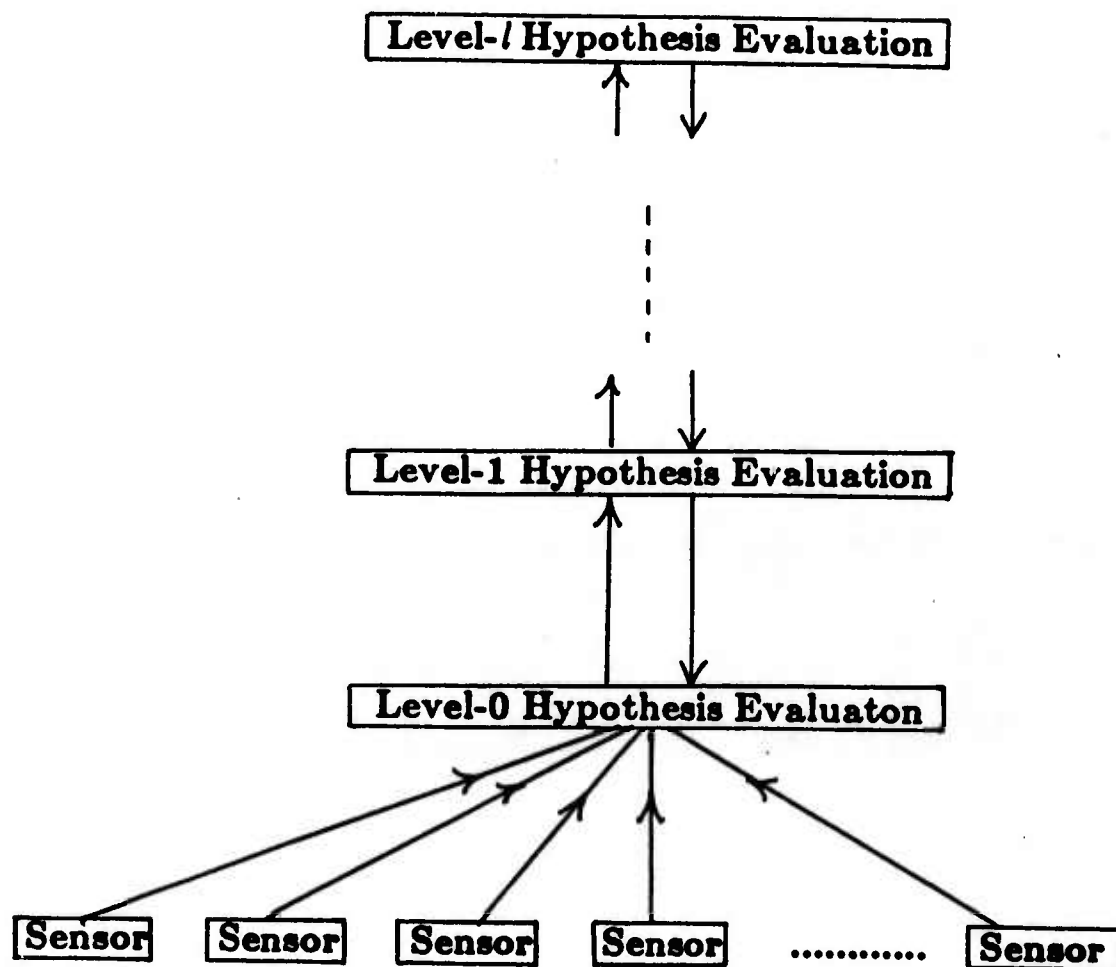 Level-l Hypothesis Evaluation
Level-1 Hypothesis Evaluation
Level-0 Hypothesis Evaluaton
Sensor Sensor Sensor Sensor ............ Sensor